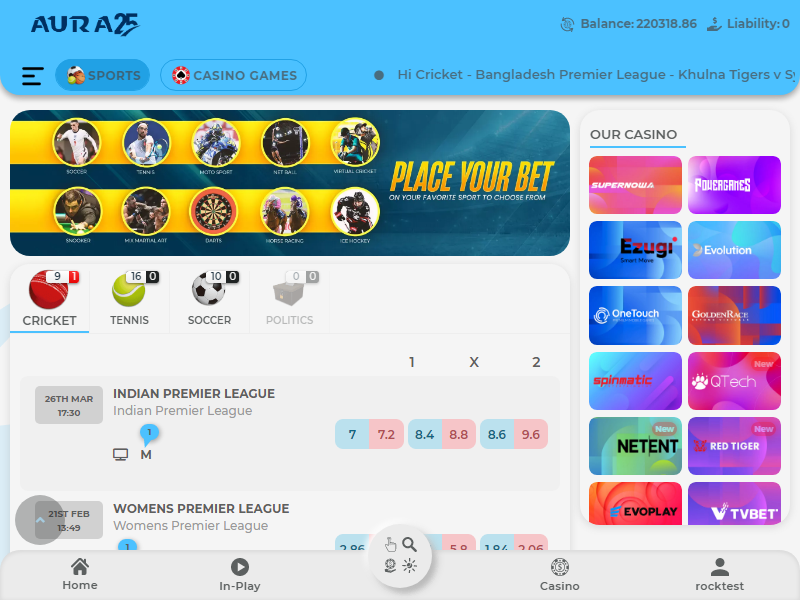 AURA25
Balance: 220318.86 Liability: 0
SPORTS
CASINO GAMES
Hi Cricket - Bangladesh Premier League - Khulna Tigers v Sy
SOCCER TENNIS MOTO SPORT NET BALL VIRTUAL CRICKET
SNOOKER MIX MARTIAL ART DARTS HORSE RACING ICE HOCKEY
PLACE YOUR BET
ON YOUR FAVORITE SPORT TO CHOOSE FROM
OUR CASINO
SUPERNOWA
POWERGAMES
Ezugi
Smart Move
Evolution
OneTouch
GOLDENRACE
spinmatic
New
QTech
New
NETENT
New
RED TIGER
EVOPLAY
TVBET
9 1
CRICKET
16 0
TENNIS
10 0
SOCCER
0 0
POLITICS
1 X 2
26TH MAR
17:30
INDIAN PREMIER LEAGUE
Indian Premier League
1
M
7 7.2 8.4 8.8 8.6 9.6
21ST FEB
13:49
WOMENS PREMIER LEAGUE
Womens Premier League
1
2.86 5.8 1.84 2.06
Home
In-Play
Casino
rocktest